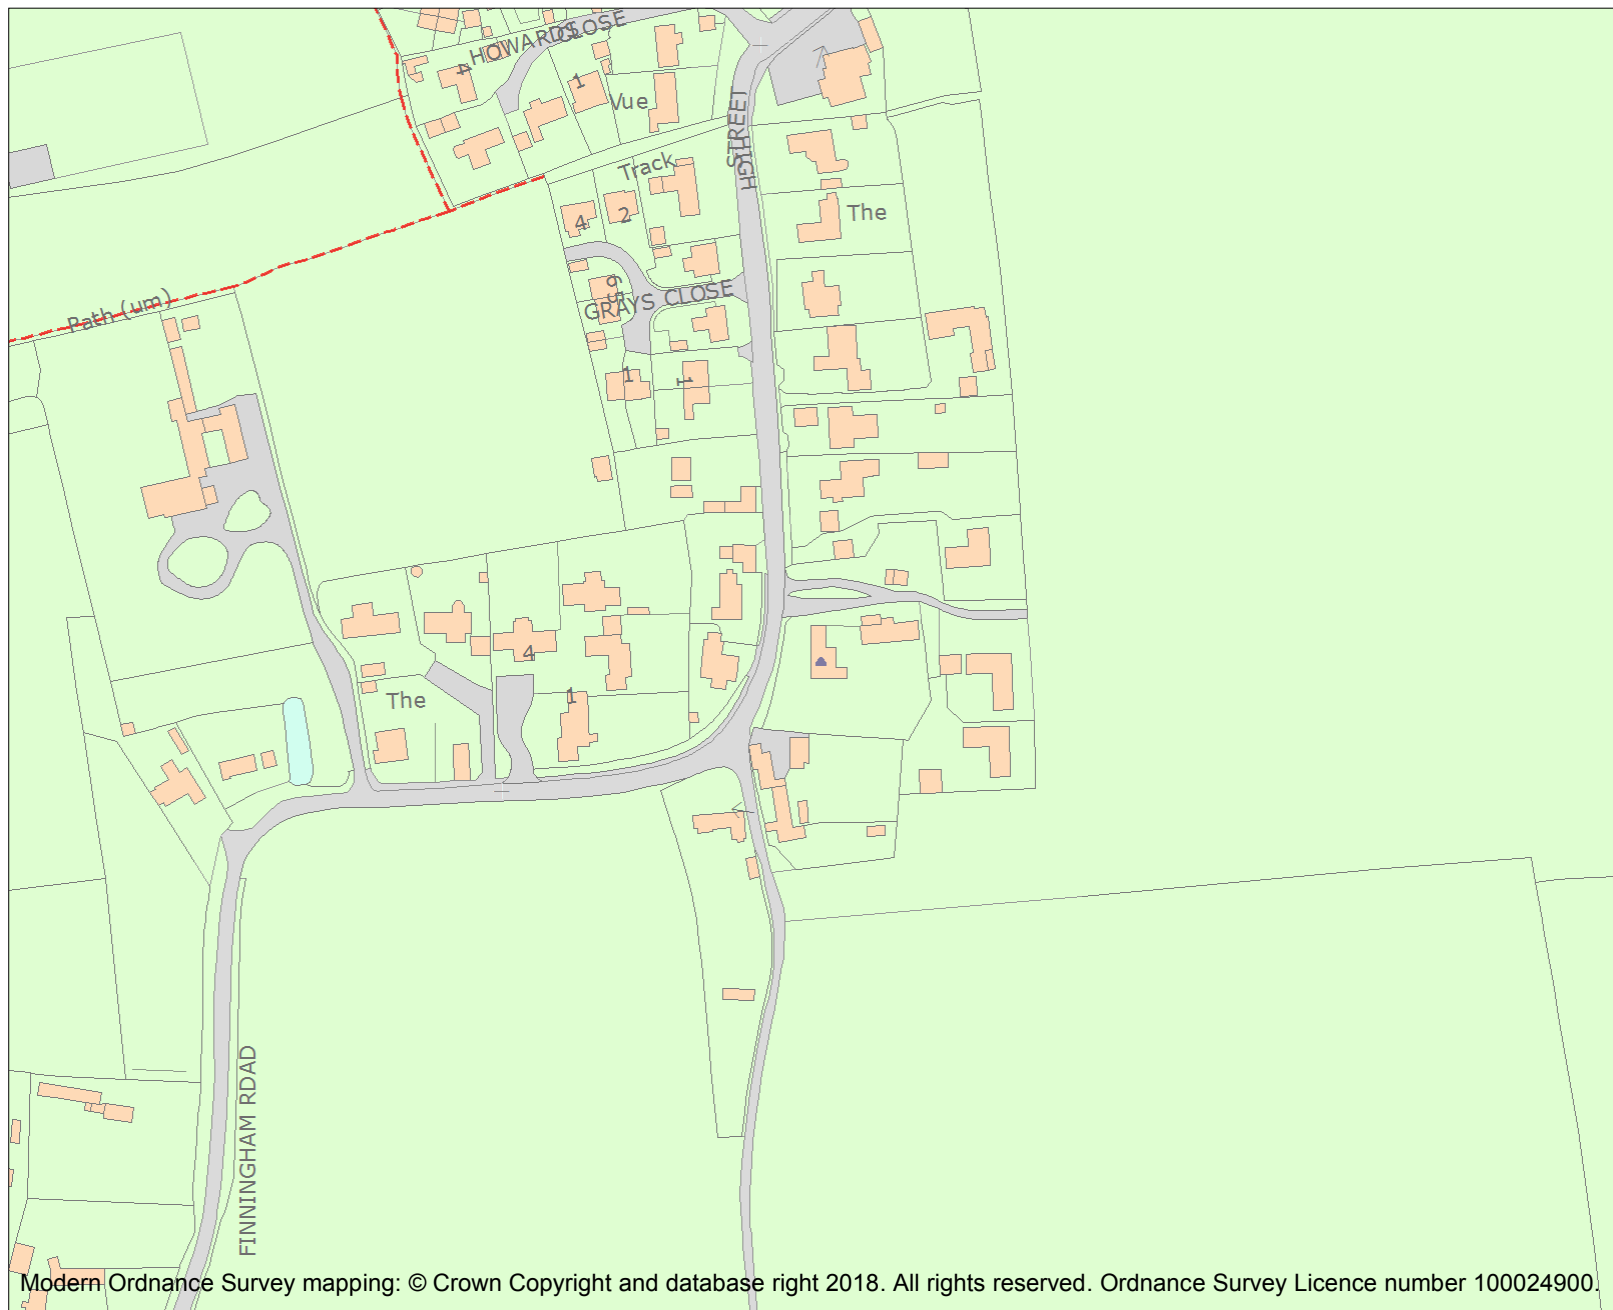 HOWARDS CLOSE
4
1
Vue
STREET
HIGH
Track
The
4
2
65
GRAYS CLOSE
Path (um)
1
1
4
The
1
FINNINGHAM ROAD
Modern Ordnance Survey mapping: © Crown Copyright and database right 2018. All rights reserved. Ordnance Survey Licence number 100024900.